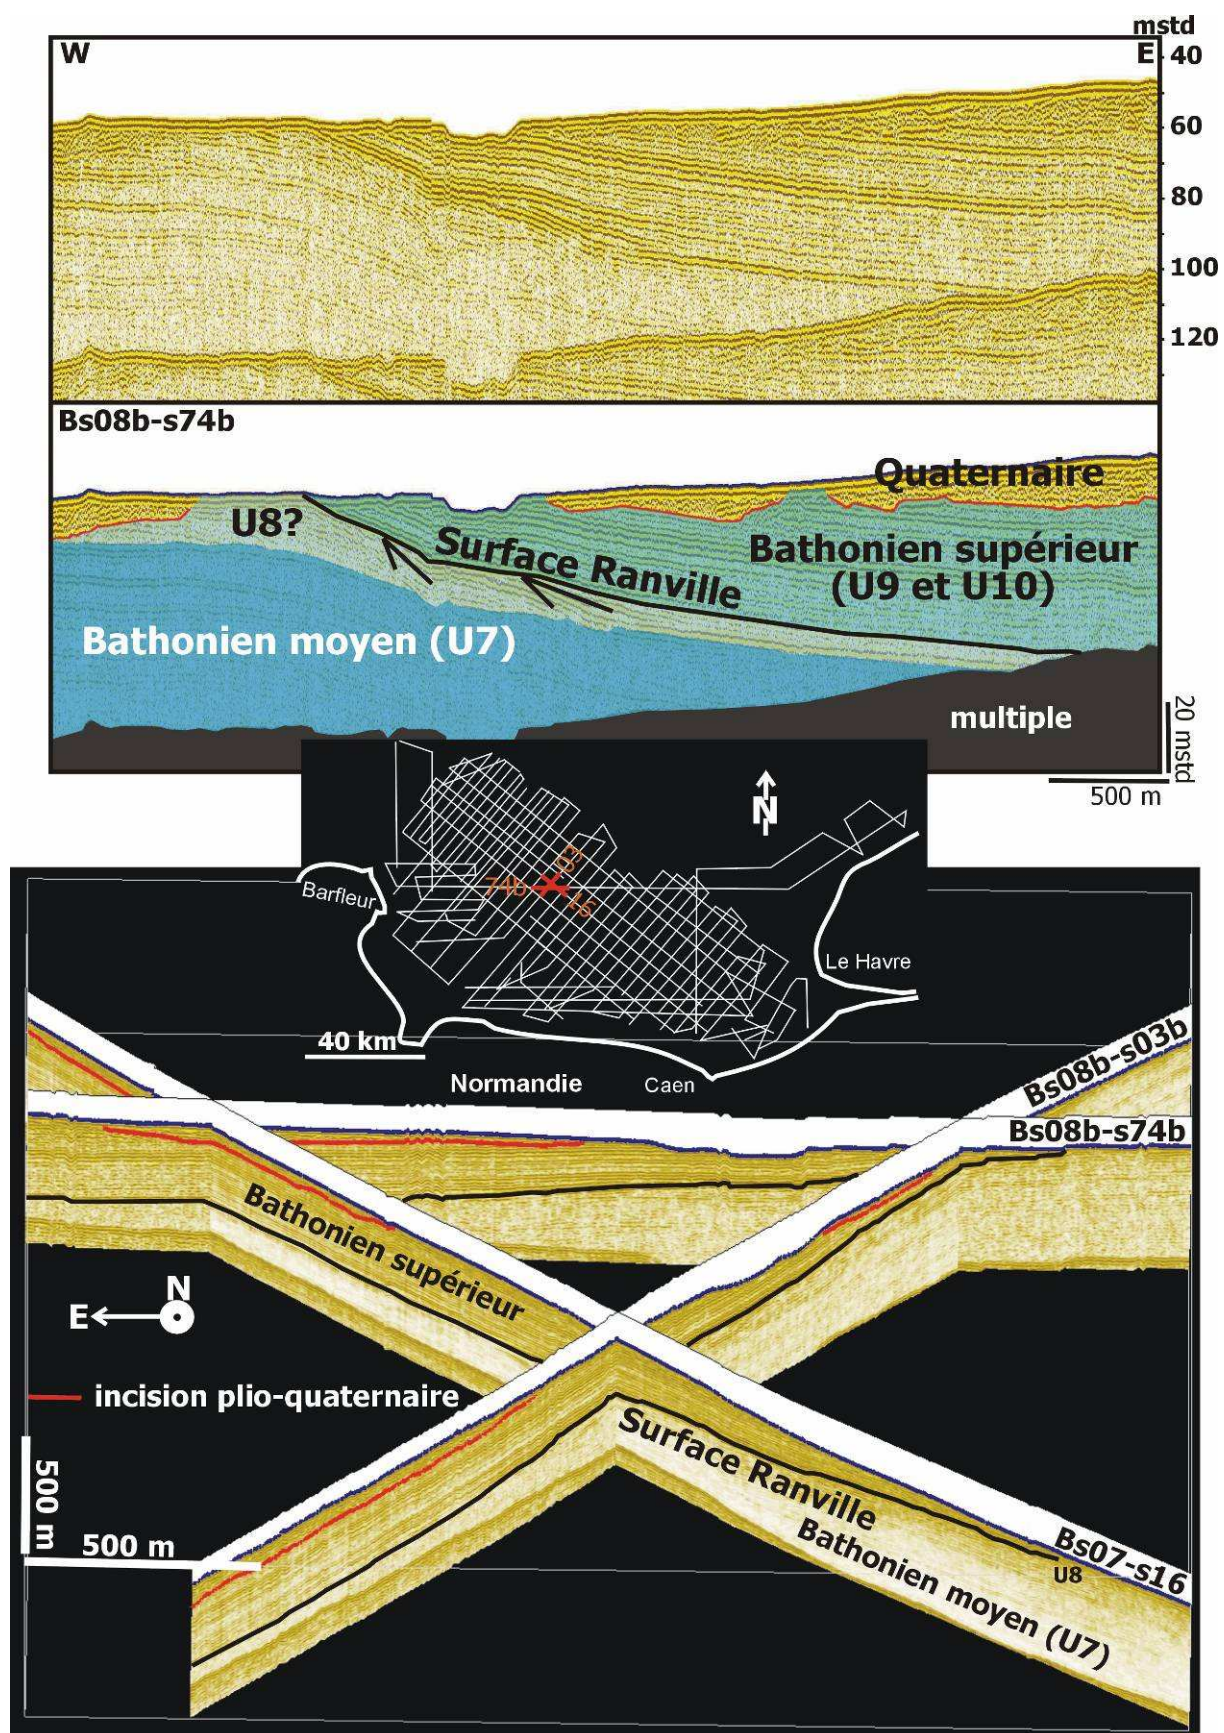 mstd
W
E
40
60
80
100
120
Bs08b-s74b
Quaternaire
U8?
Surface Ranville
Bathonien supérieur
(U9 et U10)
Bathonien moyen (U7)
multiple
20 mstd
500 m
N
03
74b
16
Barfleur
Le Havre
40 km
Normandie
Caen
Bs08b-s03b
Bs08b-s74b
Bathonien supérieur
N
E
incision plio-quaternaire
Surface Ranville
500 m
500 m
Bathonien moyen (U7)
U8
Bs07-s16